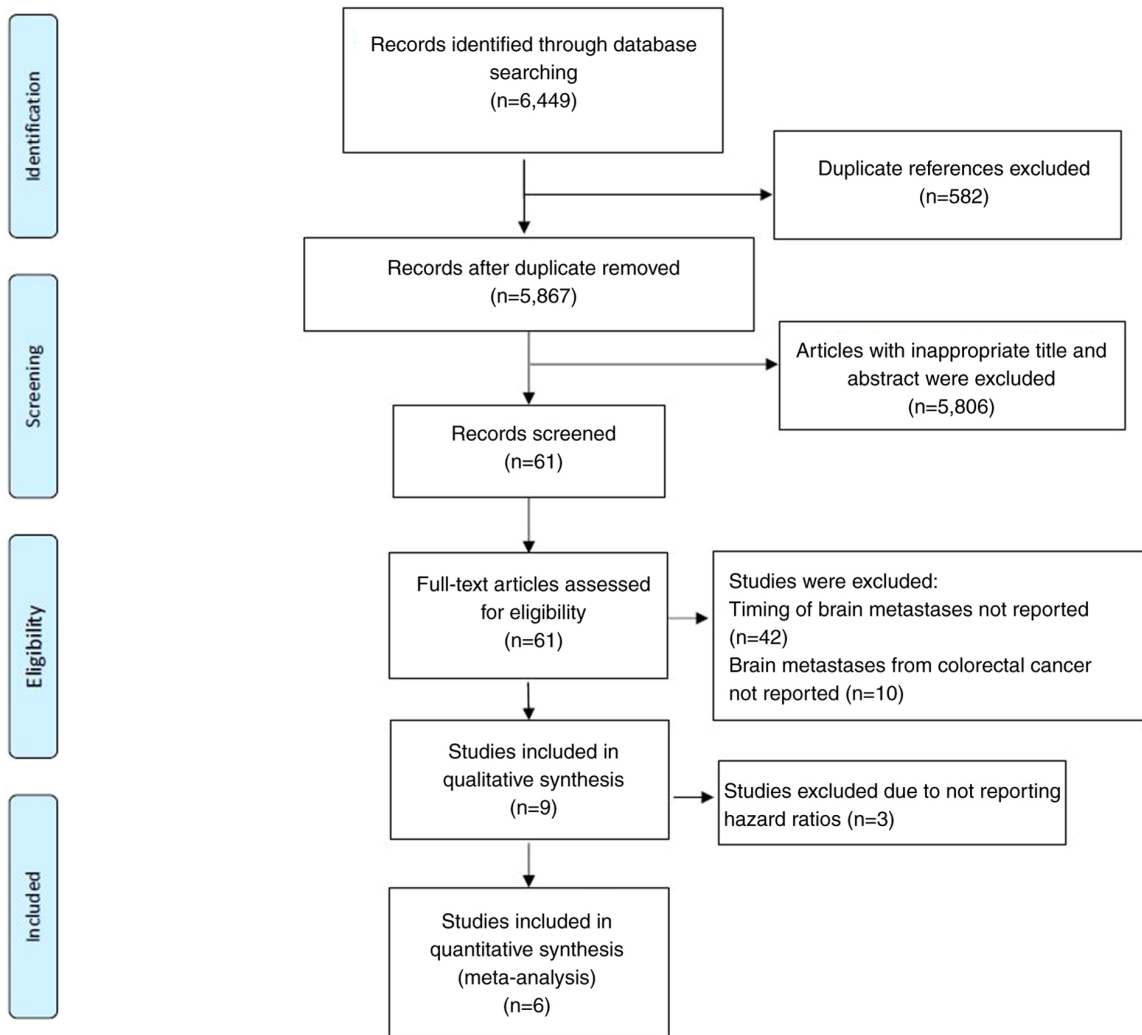 Identification
Records identified through database
searching
(n=6,449)
Duplicate references excluded
(n=582)
Records after duplicate removed
(n=5,867)
Screening
Articles with inappropriate title and
abstract were excluded
(n=5,806)
Records screened
(n=61)
Eligibility
Full-text articles assessed
for eligibility
(n=61)
Studies were excluded:
Timing of brain metastases not reported
(n=42)
Brain metastases from colorectal cancer
not reported (n=10)
Studies included in
qualitative synthesis
(n=9)
Studies excluded due to not reporting
hazard ratios (n=3)
Included
Studies included in
quantitative synthesis
(meta-analysis)
(n=6)